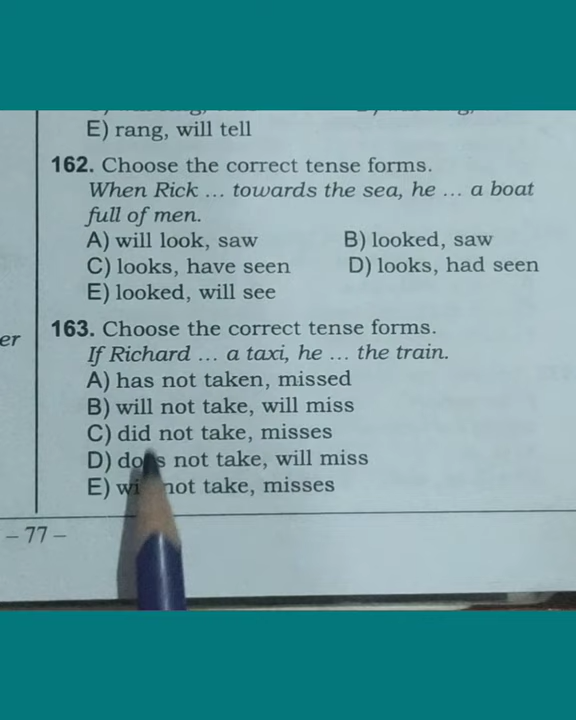 E) rang, will tell
162. Choose the correct tense forms.
When Rick ... towards the sea, he ... a boat
full of men.
A) will look, saw B) looked, saw
C) looks, have seen D) looks, had seen
E) looked, will see
er
163. Choose the correct tense forms.
If Richard ... a taxi, he ... the train.
A) has not taken, missed
B) will not take, will miss
C) did not take, misses
D) does not take, will miss
E) will not take, misses
– 77 –